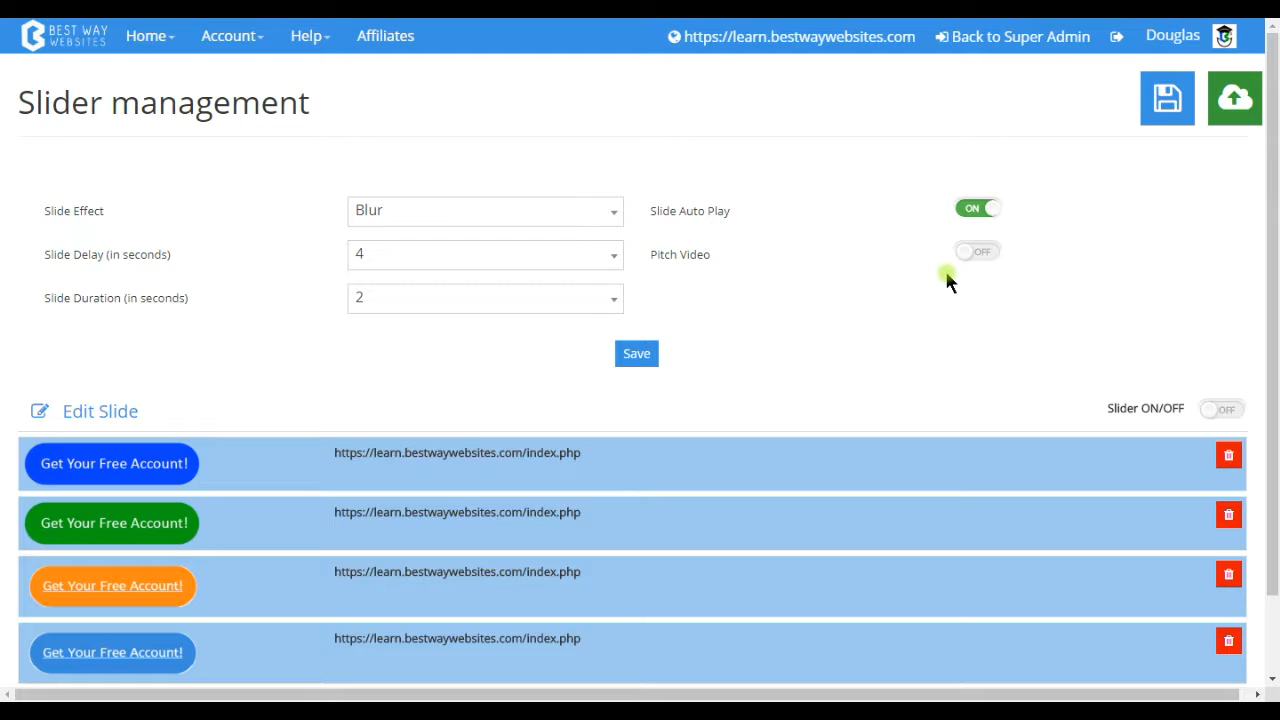 BEST WAY
WEBSITES
Home
Account
Help
Affiliates
https://learn.bestwaywebsites.com
Back to Super Admin
Douglas
Slider management
Slide Effect
Blur
Slide Auto Play
ON
Slide Delay (in seconds)
4
Pitch Video
OFF
Slide Duration (in seconds)
2
Save
Edit Slide
Slider ON/OFF
OFF
Get Your Free Account!
https://learn.bestwaywebsites.com/index.php
Get Your Free Account!
https://learn.bestwaywebsites.com/index.php
Get Your Free Account!
https://learn.bestwaywebsites.com/index.php
Get Your Free Account!
https://learn.bestwaywebsites.com/index.php